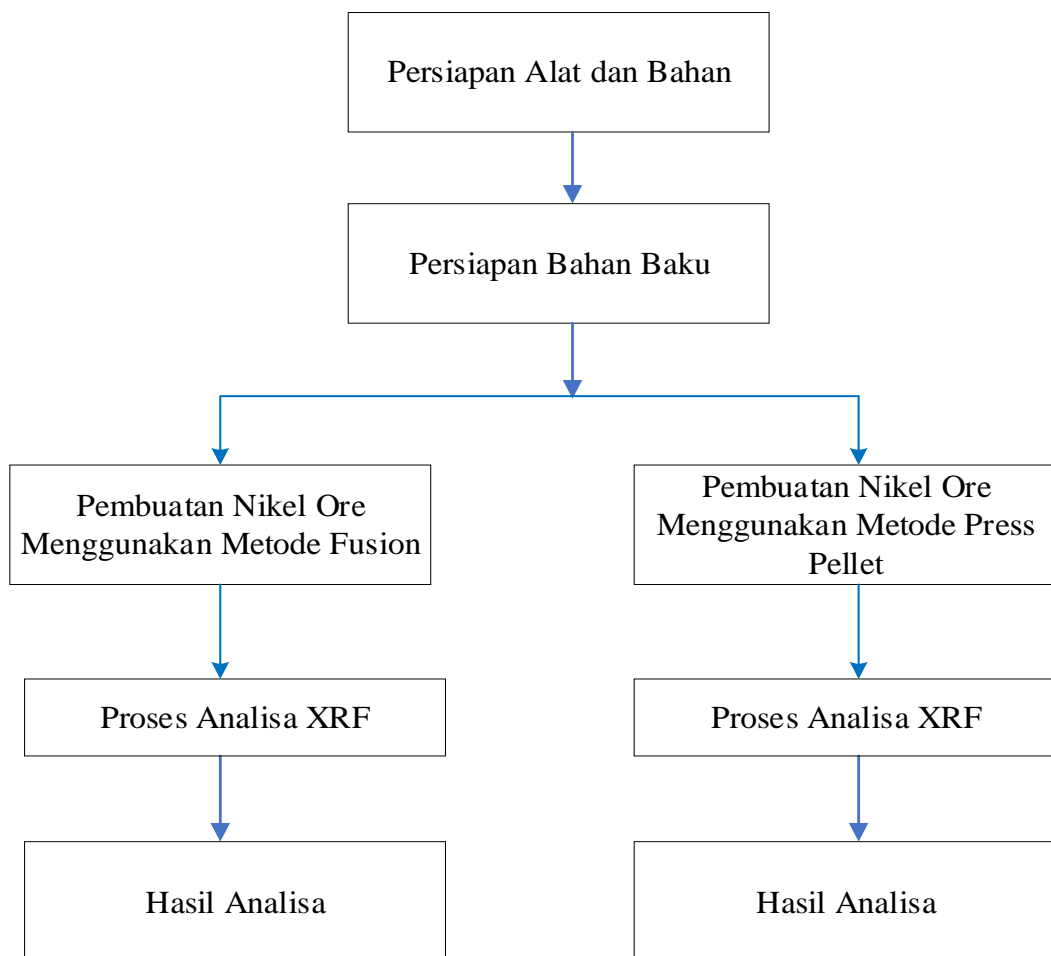 Persiapan Alat dan Bahan
Persiapan Bahan Baku
Pembuatan Nikel Ore
Menggunakan Metode Fusion
Pembuatan Nikel Ore
Menggunakan Metode Press
Pellet
Proses Analisa XRF
Proses Analisa XRF
Hasil Analisa
Hasil Analisa